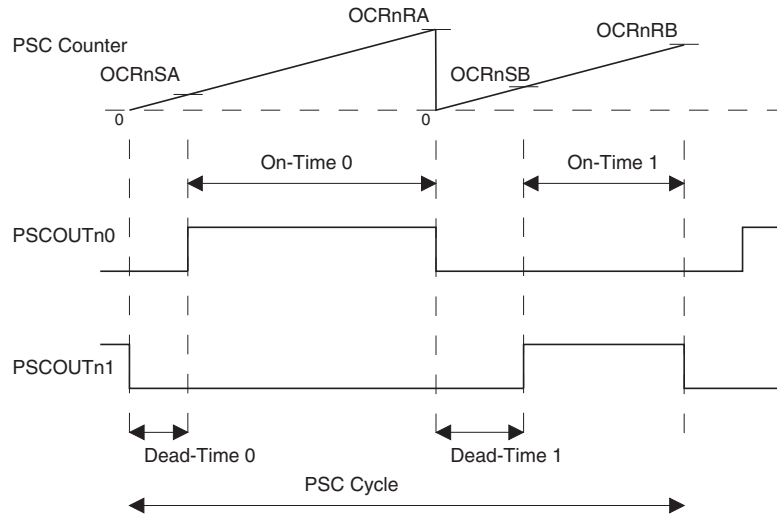 OCRnRA
OCRnRB
PSC Counter
OCRnSA
OCRnSB
0
0
On-Time 0
On-Time 1
PSCOUTn0
PSCOUTn1
Dead-Time 0
Dead-Time 1
PSC Cycle